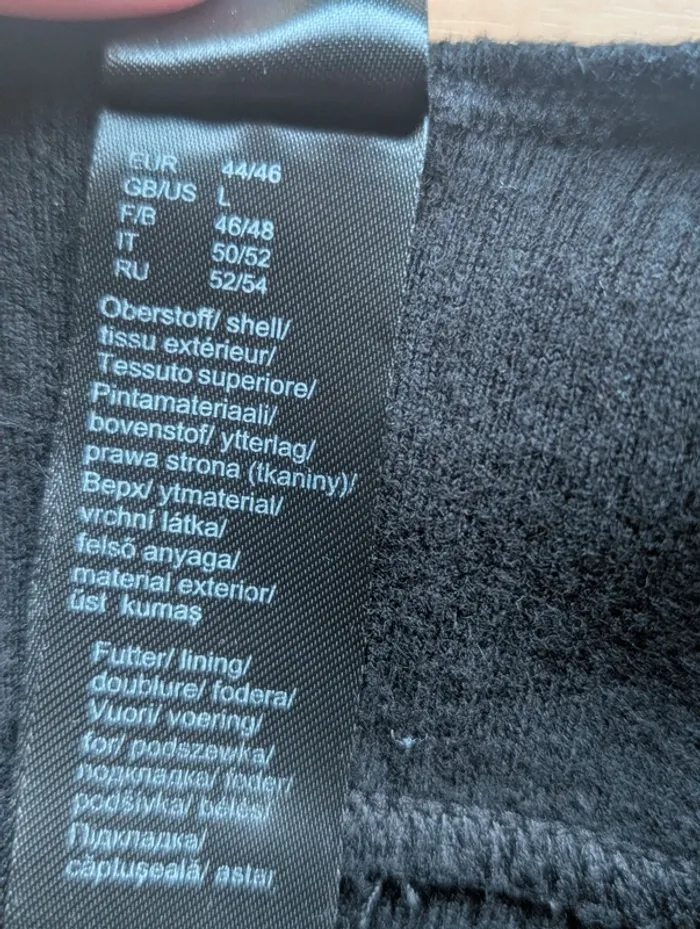 EUR 44/46
GB/US L
F/B 46/48
IT 50/52
RU 52/54
Oberstoff/ shell/
tissu extérieur/
Tessuto superiore/
Pintamateriaali/
bovenstof/ ytterlag/
prawa strona (tkaniny)/
Верх/ ytmaterial/
vrchní látka/
felső anyaga/
material exterior/
üst kumaş
Futter/ lining/
doublure/ fodera/
Vuori/ voering/
for/ podszewka/
подкладка/ foder/
podšívka/ bélés/
Підкладка/
căptuşeală/ astar